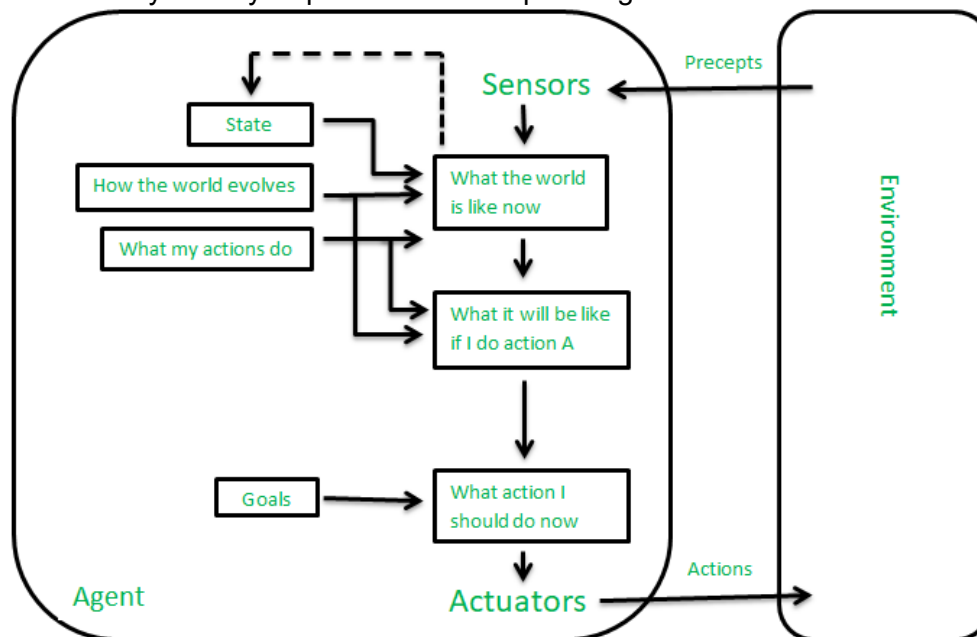 Precepts
Sensors
State
How the world evolves
What my actions do
What the world
is like now
Environment
What it will be like
if I do action A
Goals
What action I
should do now
Agent
Actuators
Actions